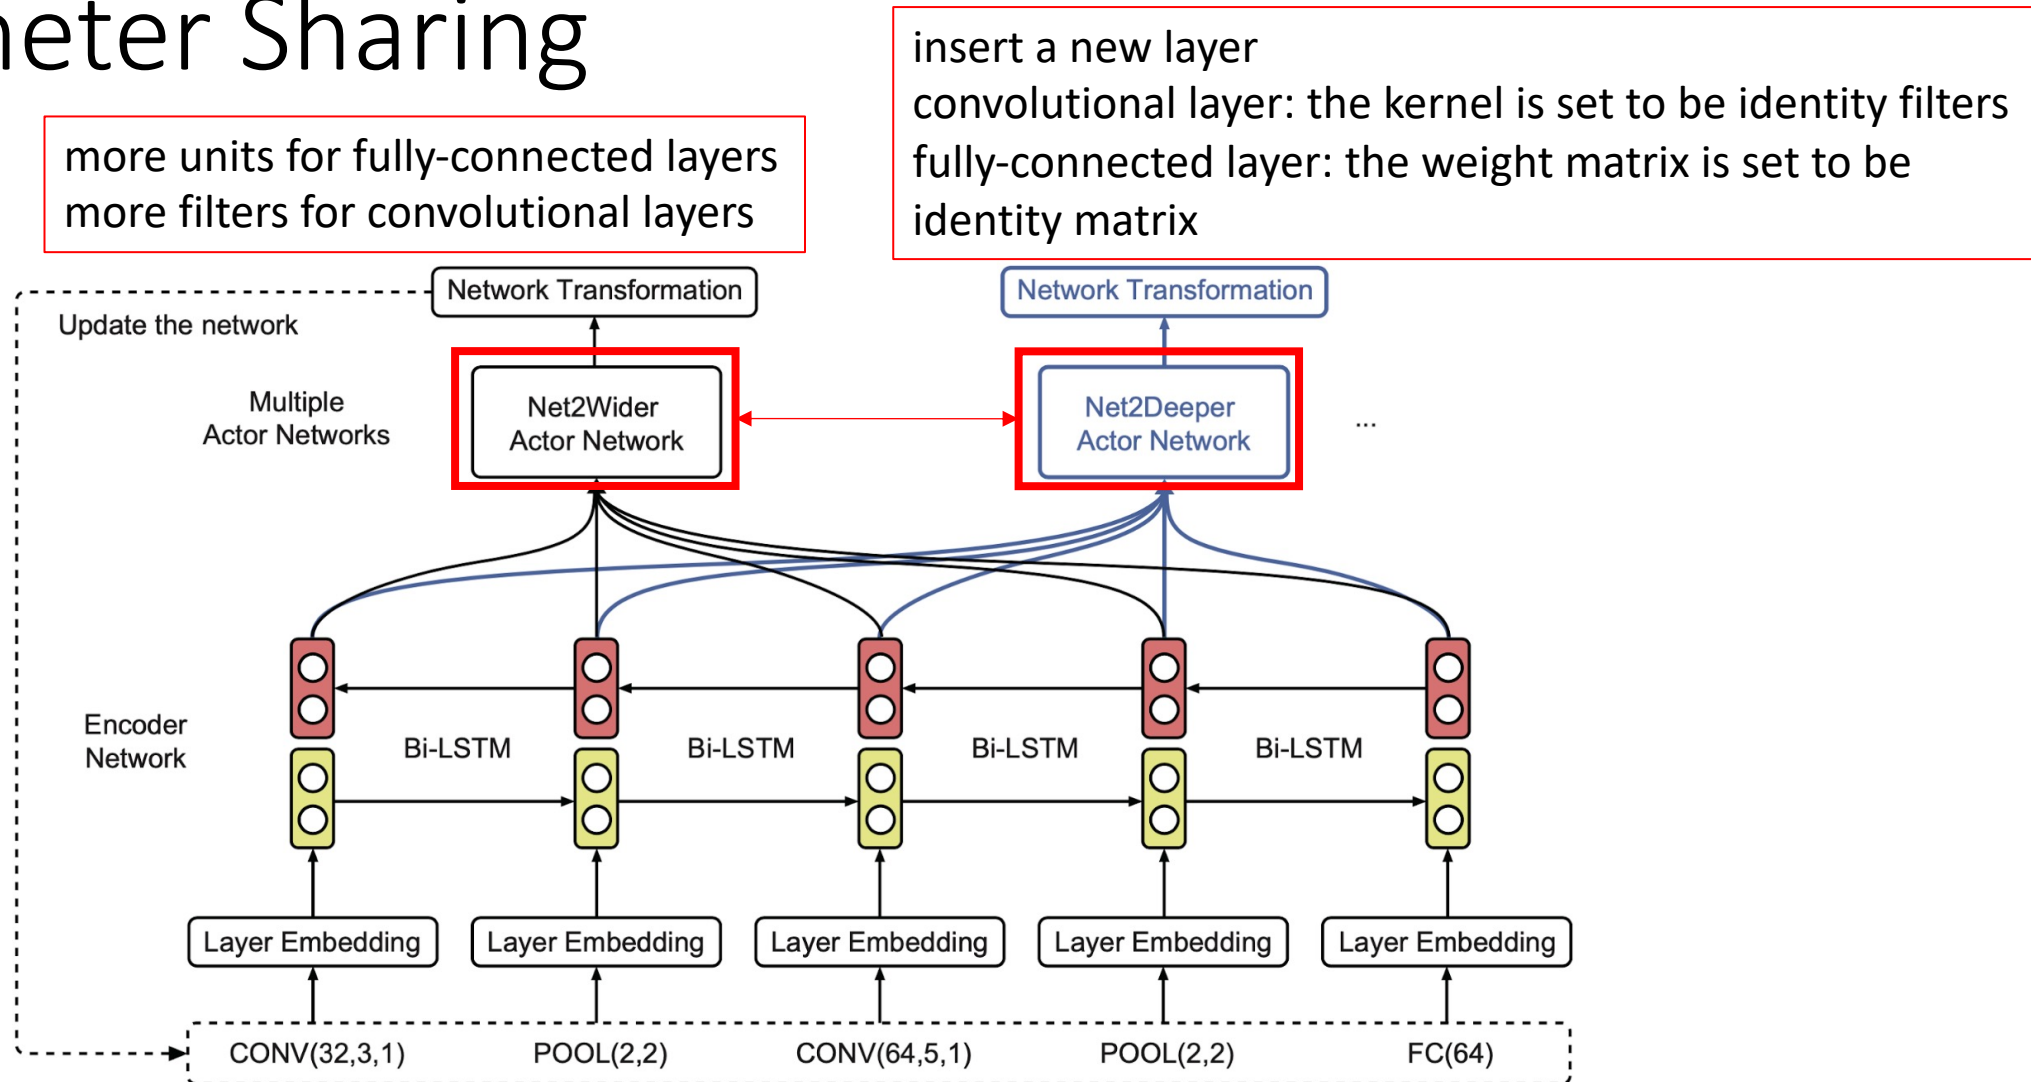 neter Sharing
more units for fully-connected layers
more filters for convolutional layers
insert a new layer
convolutional layer: the kernel is set to be identity filters
fully-connected layer: the weight matrix is set to be
identity matrix
Network Transformation
Network Transformation
Update the network
Multiple
Actor Networks
Net2Wider
Actor Network
Net2Deeper
Actor Network
...
Encoder
Network
Bi-LSTM
Bi-LSTM
Bi-LSTM
Bi-LSTM
Layer Embedding
Layer Embedding
Layer Embedding
Layer Embedding
Layer Embedding
CONV(32,3,1)
POOL(2,2)
CONV(64,5,1)
POOL(2,2)
FC(64)